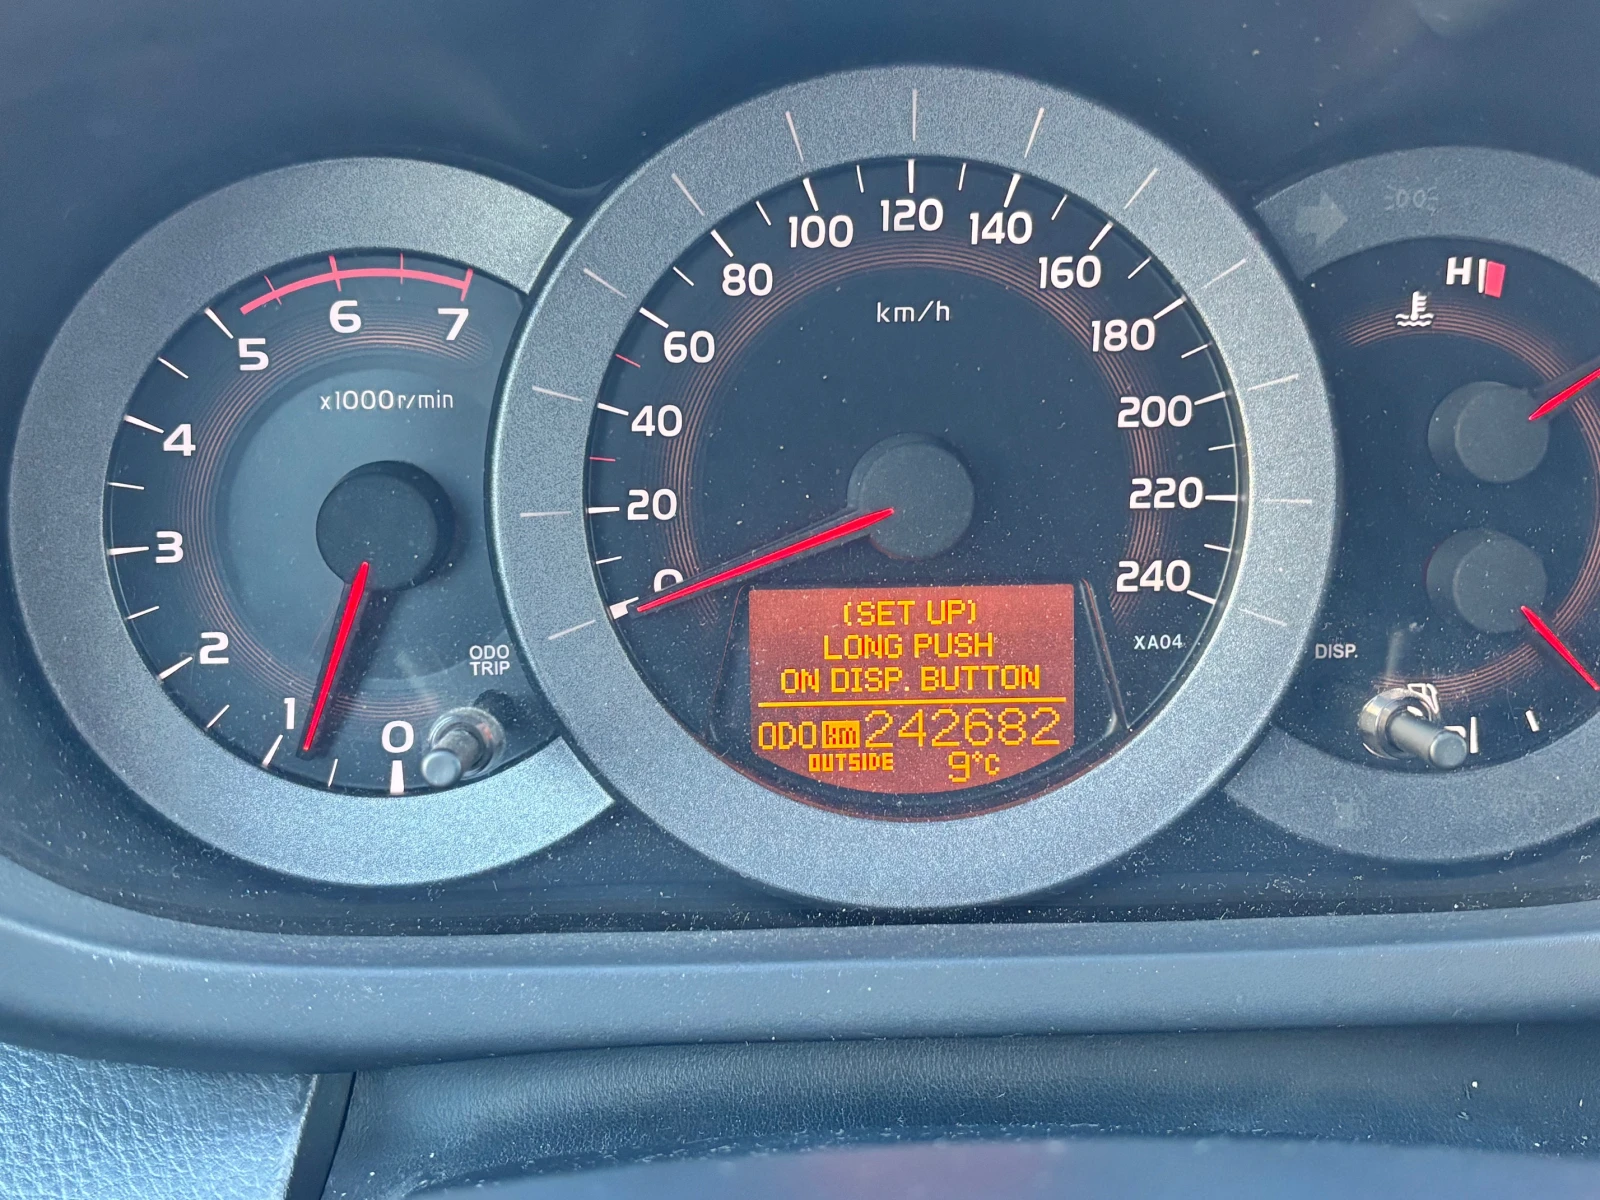 5
6
7
4
3
2
1
0
x1000r/min
ODO
TRIP
0
20
40
60
80
100
120
140
160
180
200
220
240
km/h
XA04
(SET UP)
LONG PUSH
ON DISP. BUTTON
ODO km 242682
OUTSIDE 9°C
H
DISP.